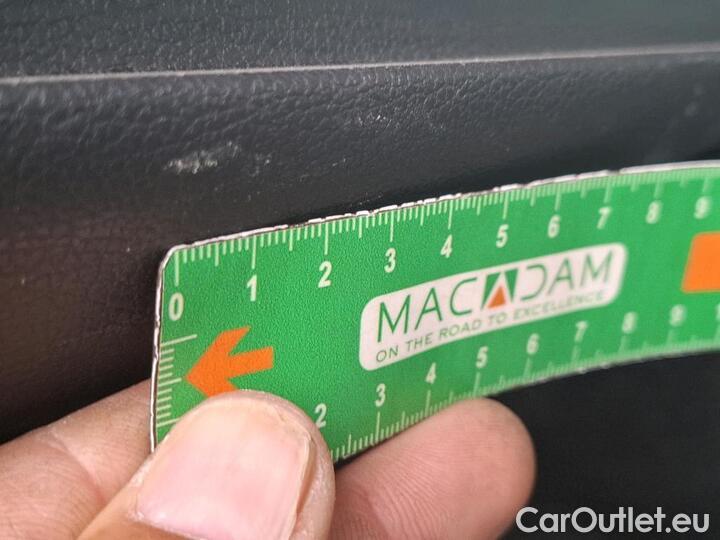 0 1 2 3 4 5 6 7 8 9
MACADAM
ON THE ROAD TO EXCELLENCE
2 3 4 5 6 7 8 9
CarOutlet.eu